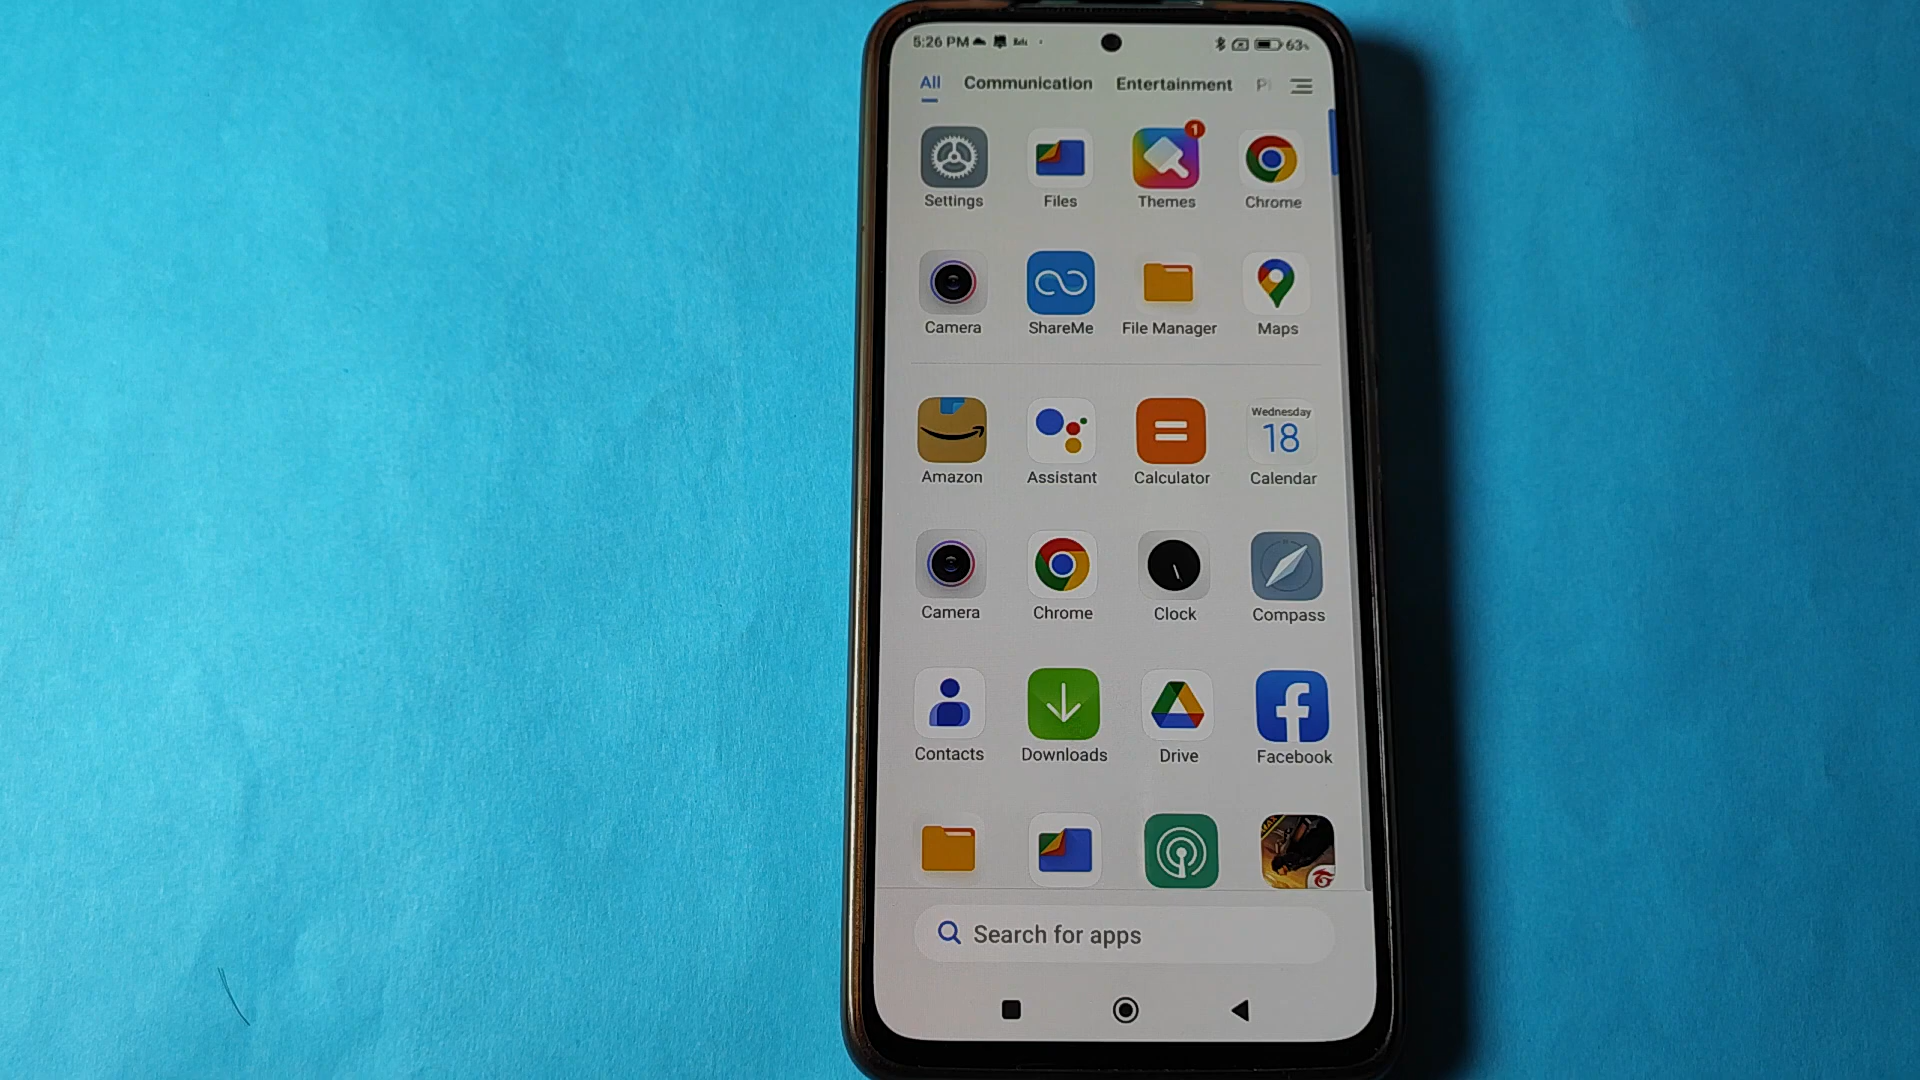 5:26 PM 63%
All Communication Entertainment
1
Settings Files Themes Chrome
Camera ShareMe File Manager Maps
Wednesday
18
Amazon Assistant Calculator Calendar
Camera Chrome Clock Compass
Contacts Downloads Drive Facebook
MAX
Search for apps